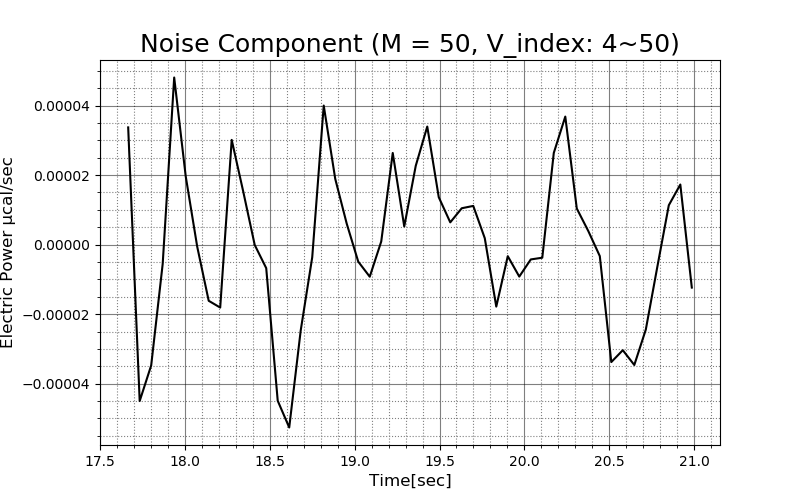 Noise Component (M = 50, V_index: 4~50)
Electric Power μcal/sec
0.00004
0.00002
0.00000
−0.00002
−0.00004
17.5 18.0 18.5 19.0 19.5 20.0 20.5 21.0
Time[sec]